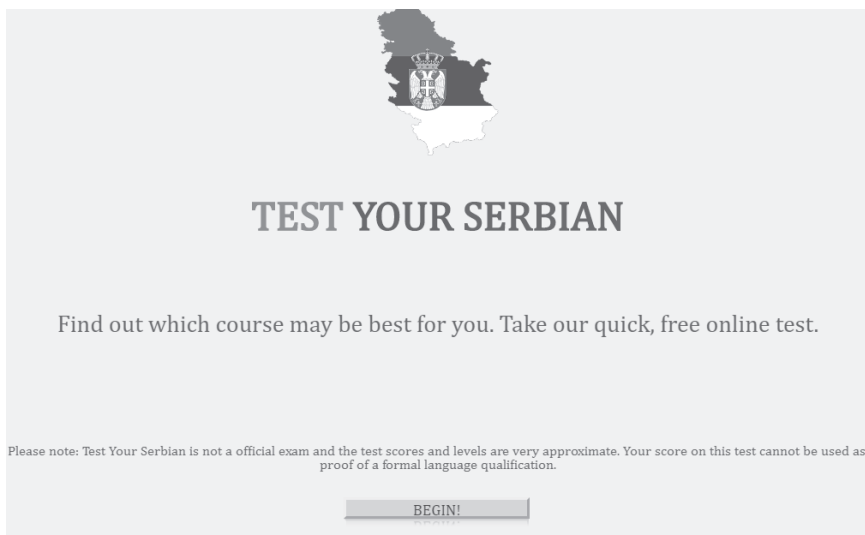 TEST YOUR SERBIAN
Find out which course may be best for you. Take our quick, free online test.
Please note: Test Your Serbian is not a official exam and the test scores and levels are very approximate. Your score on this test cannot be used as
proof of a formal language qualification.
BEGIN!